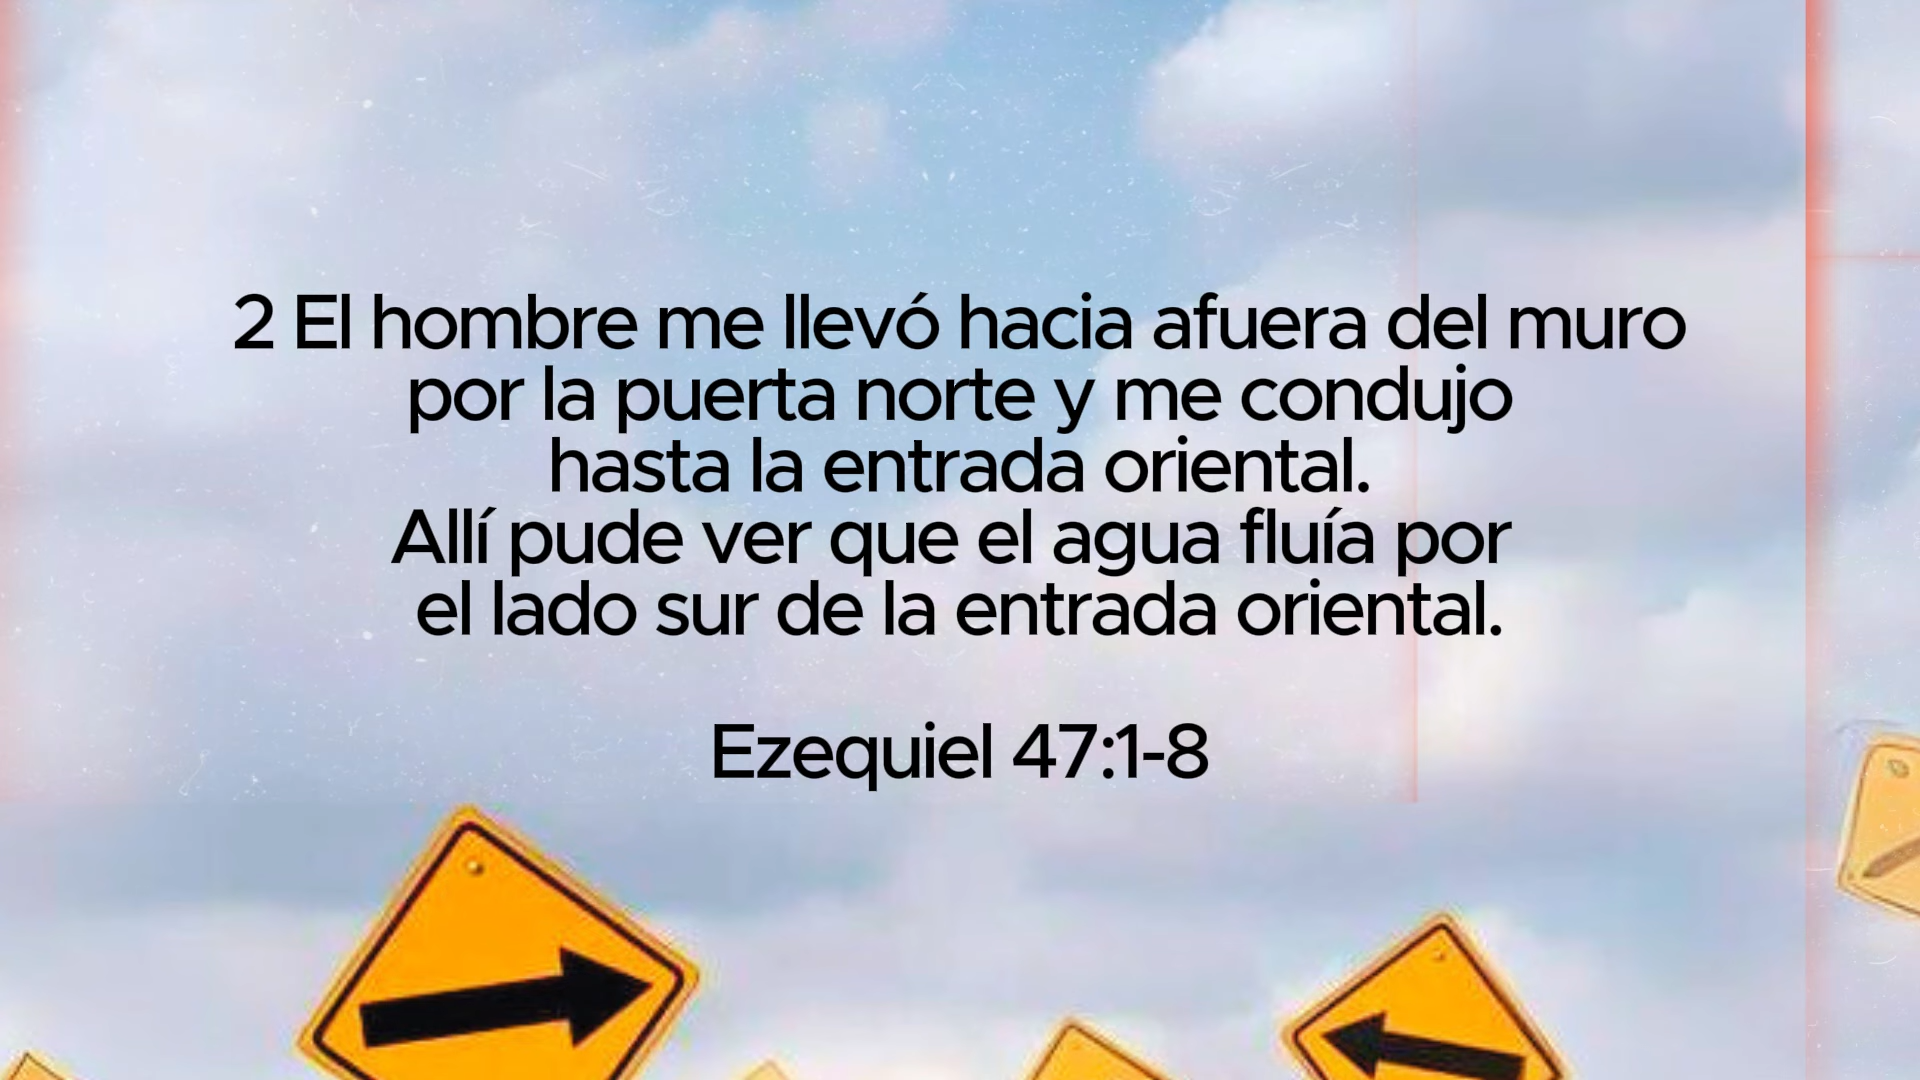 2 El hombre me llevó hacia afuera del muro
por la puerta norte y me condujo
hasta la entrada oriental.
Allí pude ver que el agua fluía por
el lado sur de la entrada oriental.
Ezequiel 47:1-8